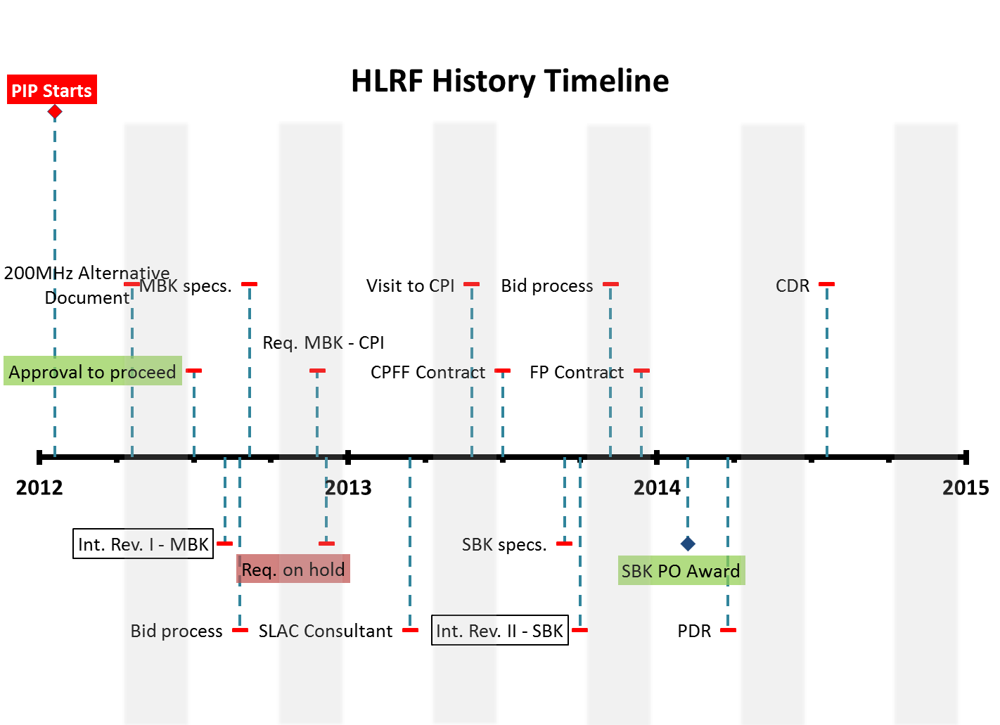 HLRF History Timeline
PIP Starts
200MHz Alternative
Document
MBK specs.
Visit to CPI
Bid process
CDR
Req. MBK - CPI
Approval to proceed
CPFF Contract
FP Contract
2012
2013
2014
2015
Int. Rev. I - MBK
SBK specs.
Req. on hold
SBK PO Award
Bid process
SLAC Consultant
Int. Rev. II - SBK
PDR